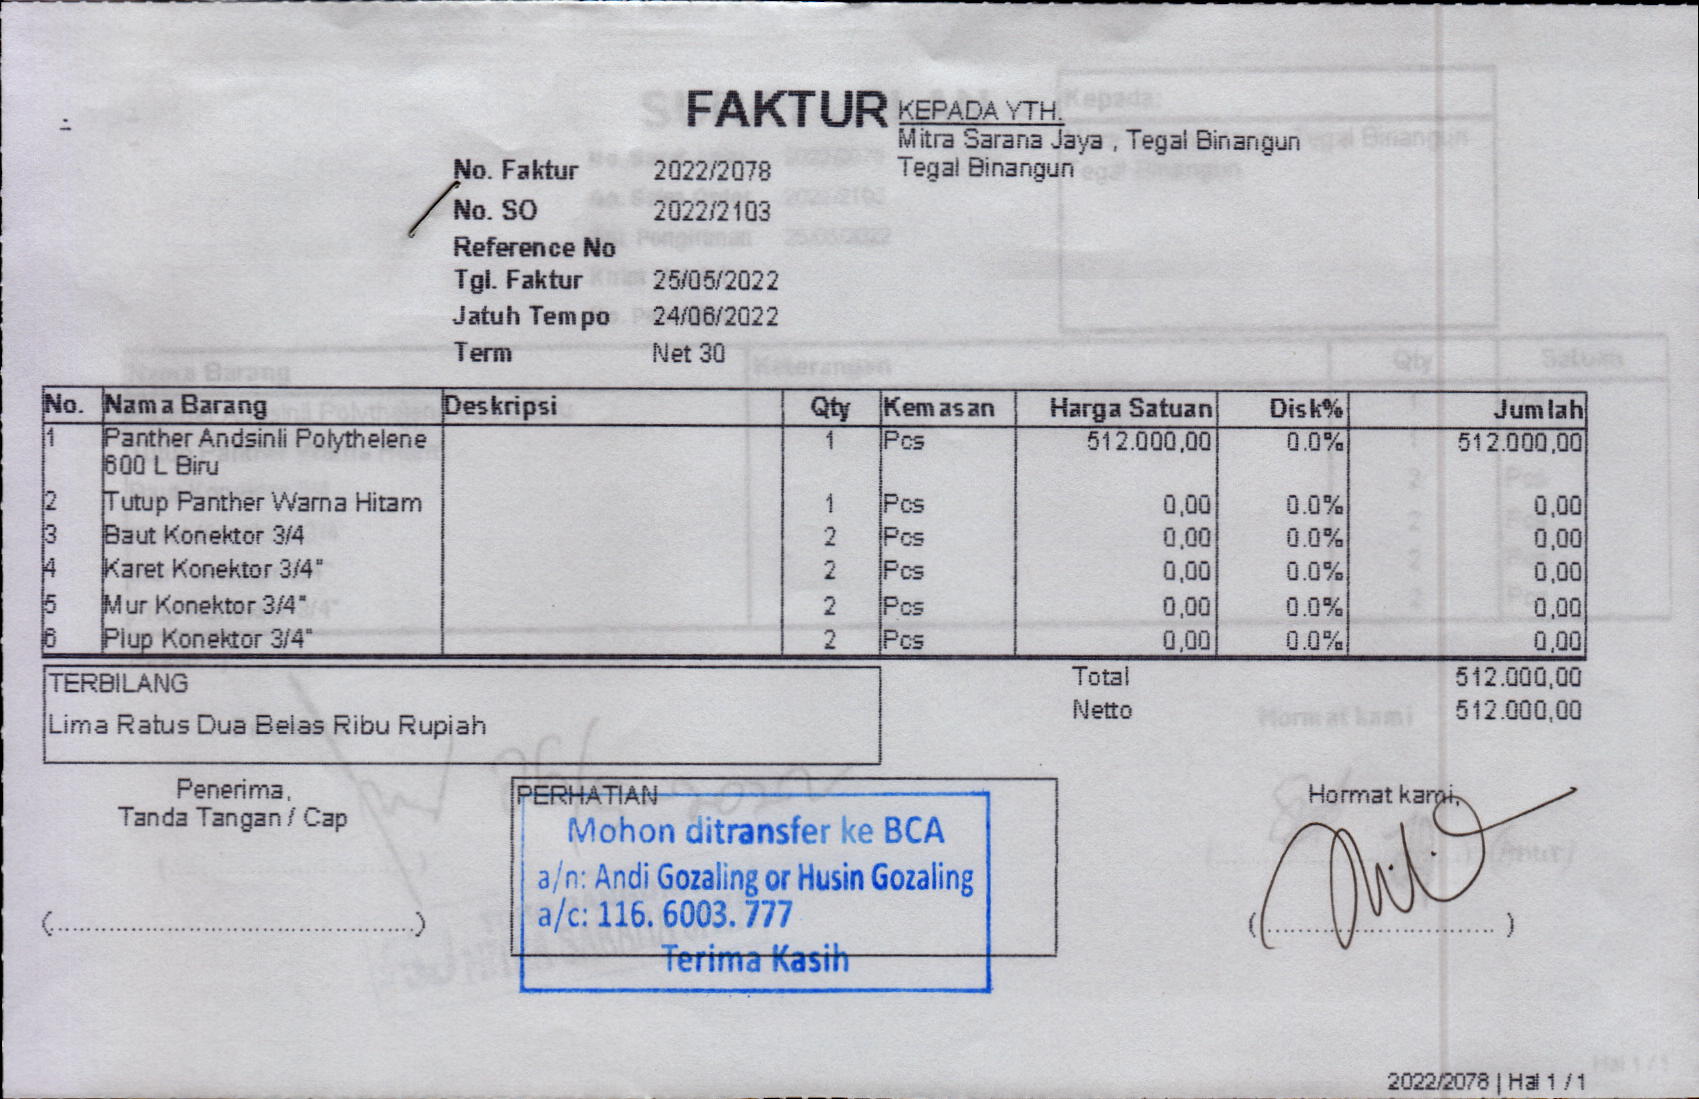 FAKTUR
KEPADA YTH.
Mitra Sarana Jaya , Tegal Binangun
Tegal Binangun
No. Faktur 2022/2078
No. SO 2022/2103
Reference No
Tgl. Faktur 25/05/2022
Jatuh Tempo 24/06/2022
Term Net 30
No. Nama Barang Deskripsi Qty Kemasan Harga Satuan Disk% Jumlah
1 Panther Andsinli Polythelene 1 Pcs 512.000,00 0.0% 512.000,00
600 L Biru
2 Tutup Panther Warna Hitam 1 Pcs 0,00 0.0% 0,00
3 Baut Konektor 3/4 2 Pcs 0,00 0.0% 0,00
4 Karet Konektor 3/4" 2 Pcs 0,00 0.0% 0,00
5 Mur Konektor 3/4" 2 Pcs 0,00 0.0% 0,00
6 Plup Konektor 3/4" 2 Pcs 0,00 0.0% 0,00
TERBILANG
Lima Ratus Dua Belas Ribu Rupiah
Total 512.000,00
Netto 512.000,00
Penerima,
Tanda Tangan / Cap
(............................................)
PERHATIAN
Mohon ditransfer ke BCA
a/n: Andi Gozaling or Husin Gozaling
a/c: 116. 6003. 777
Terima Kasih
Hormat kami,
(............................)
2022/2078 | Hal 1 / 1